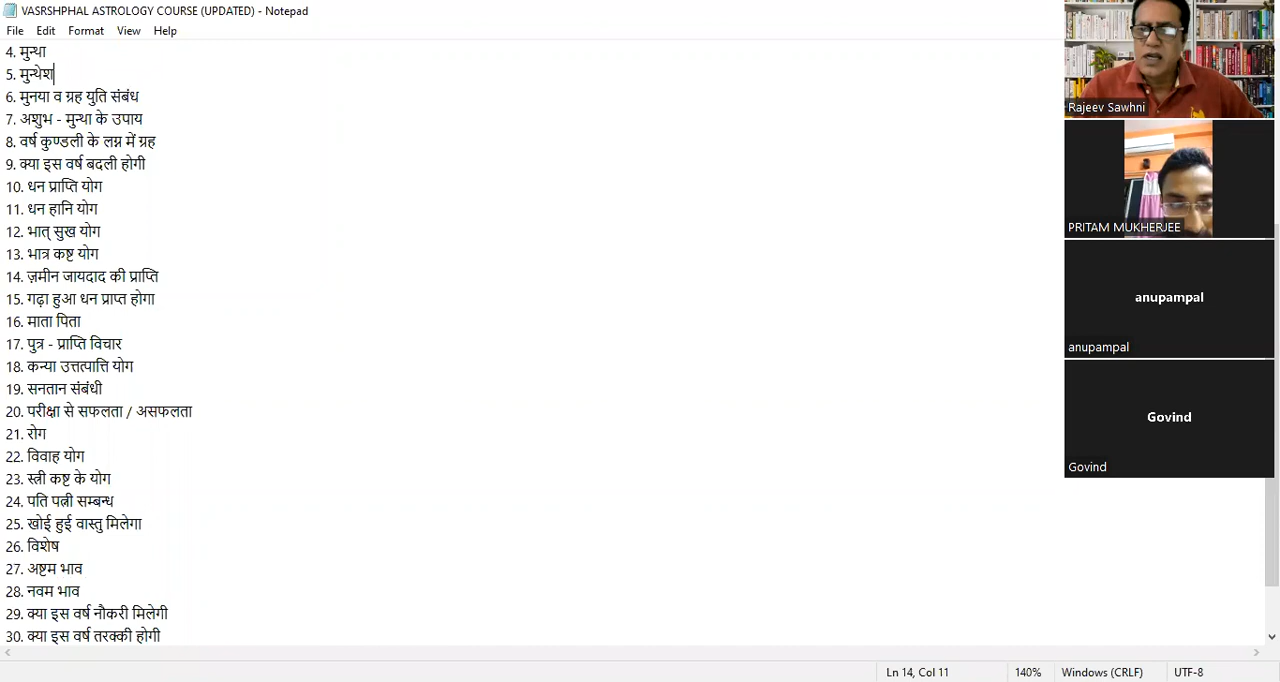 VASRSHPHAL ASTROLOGY COURSE (UPDATED) - Notepad
File Edit Format View Help
4. मुन्था
5. मुन्थेश
6. मुनया व ग्रह युति संबंध
7. अशुभ - मुन्था के उपाय
8. वर्ष कुण्डली के लग्न में ग्रह
9. क्या इस वर्ष बदली होगी
10. धन प्राप्ति योग
11. धन हानि योग
12. भात् सुख योग
13. भात्र कष्ट योग
14. ज़मीन जायदाद की प्राप्ति
15. गढ़ा हुआ धन प्राप्त होगा
16. माता पिता
17. पुत्र - प्राप्ति विचार
18. कन्या उत्तत्पात्ति योग
19. सनतान संबंधी
20. परीक्षा से सफलता / असफलता
21. रोग
22. विवाह योग
23. स्त्री कष्ट के योग
24. पति पत्नी सम्बन्ध
25. खोई हुई वास्तु मिलेगा
26. विशेष
27. अष्टम भाव
28. नवम भाव
29. क्या इस वर्ष नौकरी मिलेगी
30. क्या इस वर्ष तरक्की होगी
Ln 14, Col 11 140% Windows (CRLF) UTF-8
Rajeev Sawhni
PRITAM MUKHERJEE
anupampal
anupampal
Govind
Govind